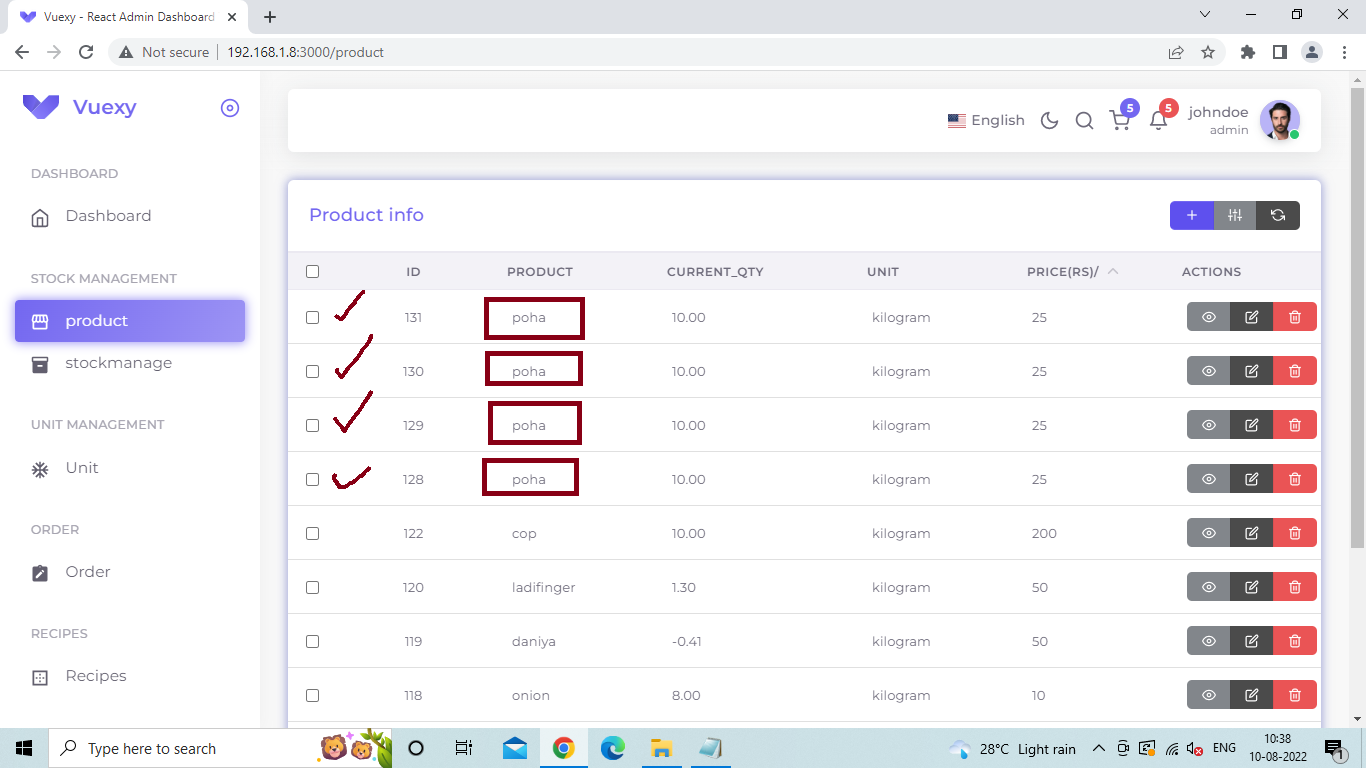 Vuexy - React Admin Dashboard
Not secure 192.168.1.8:3000/product
Vuexy
DASHBOARD
Dashboard
STOCK MANAGEMENT
product
stockmanage
UNIT MANAGEMENT
Unit
ORDER
Order
RECIPES
Recipes
English 5 5 johndoe
admin
Product info
ID PRODUCT CURRENT_QTY UNIT PRICE(RS)/ ACTIONS
131 poha 10.00 kilogram 25
130 poha 10.00 kilogram 25
129 poha 10.00 kilogram 25
128 poha 10.00 kilogram 25
122 cop 10.00 kilogram 200
120 ladifinger 1.30 kilogram 50
119 daniya -0.41 kilogram 50
118 onion 8.00 kilogram 10
Type here to search
28°C Light rain
ENG
10:38
10-08-2022
1